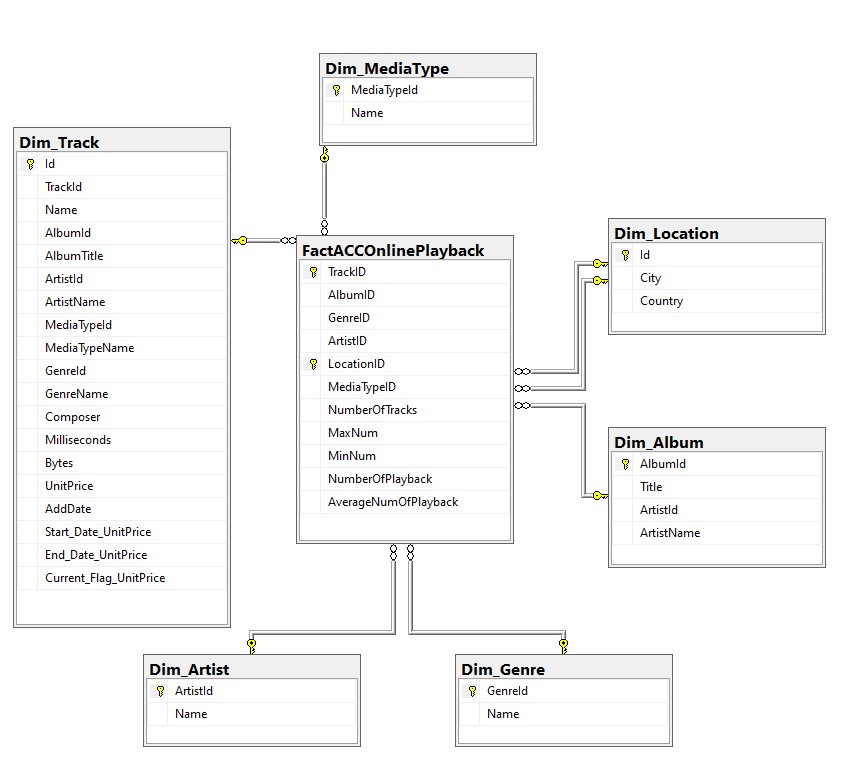 Dim_MediaType
MediaTypeId
Name
Dim_Track
Id
TrackId
Name
AlbumId
AlbumTitle
ArtistId
ArtistName
MediaTypeId
MediaTypeName
GenreId
GenreName
Composer
Milliseconds
Bytes
UnitPrice
AddDate
Start_Date_UnitPrice
End_Date_UnitPrice
Current_Flag_UnitPrice
FactACCOnlinePlayback
TrackID
AlbumID
GenreID
ArtistID
LocationID
MediaTypeID
NumberOfTracks
MaxNum
MinNum
NumberOfPlayback
AverageNumOfPlayback
Dim_Location
Id
City
Country
Dim_Album
AlbumId
Title
ArtistId
ArtistName
Dim_Artist
ArtistId
Name
Dim_Genre
GenreId
Name